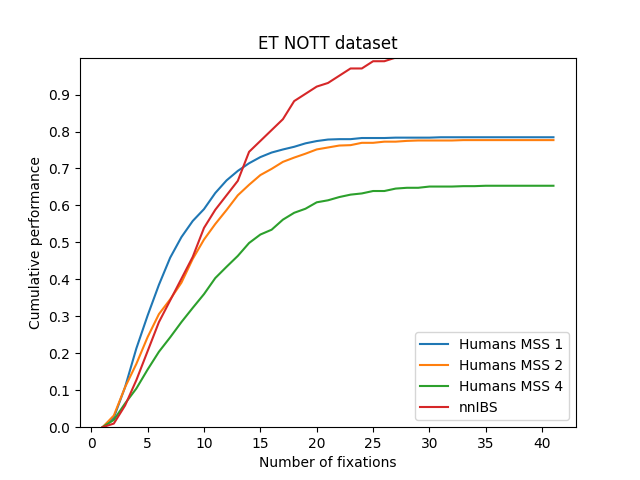 ET NOTT dataset
Cumulative performance
0.9
0.8
0.7
0.6
0.5
0.4
0.3
0.2
0.1
0.0
Humans MSS 1
Humans MSS 2
Humans MSS 4
nnIBS
0 5 10 15 20 25 30 35 40
Number of fixations